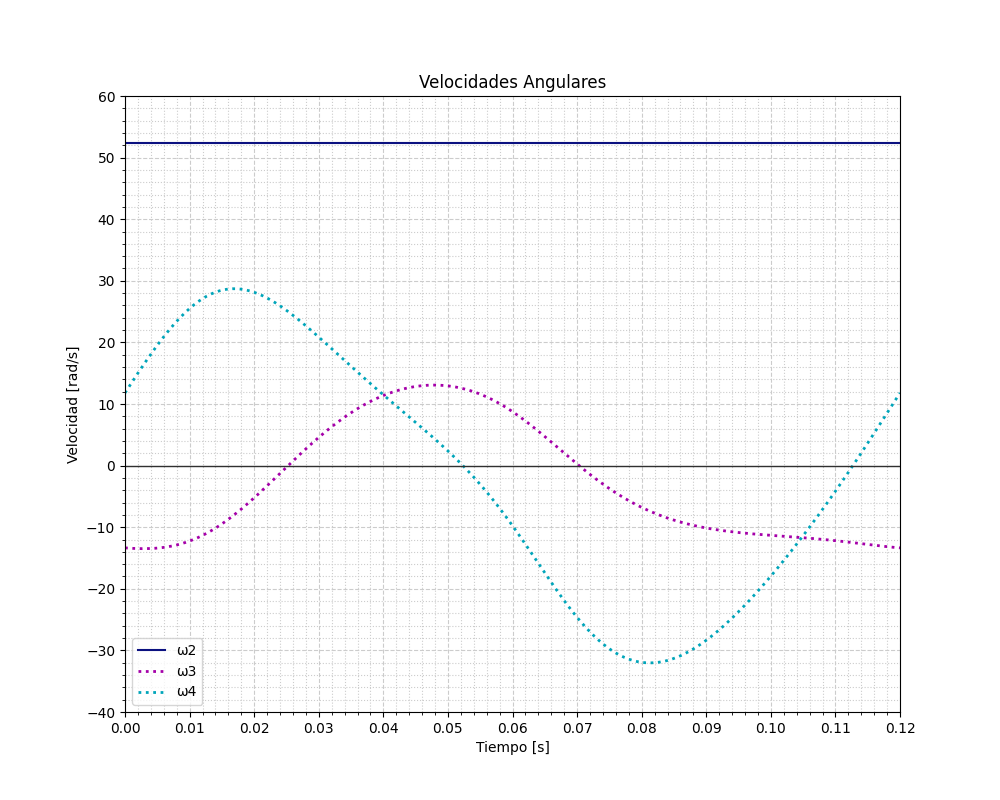 Velocidades Angulares
60
50
40
30
20
10
0
−10
−20
−30
−40
Velocidad [rad/s]
ω2
ω3
ω4
0.00 0.01 0.02 0.03 0.04 0.05 0.06 0.07 0.08 0.09 0.10 0.11 0.12
Tiempo [s]